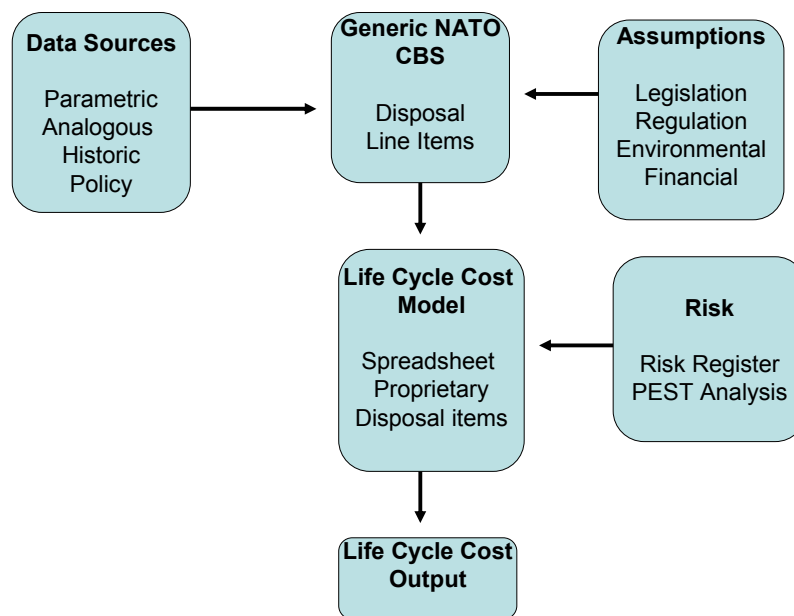 Data Sources
Parametric
Analogous
Historic
Policy
Generic NATO
CBS
Disposal
Line Items
Assumptions
Legislation
Regulation
Environmental
Financial
Life Cycle Cost
Model
Spreadsheet
Proprietary
Disposal items
Risk
Risk Register
PEST Analysis
Life Cycle Cost
Output